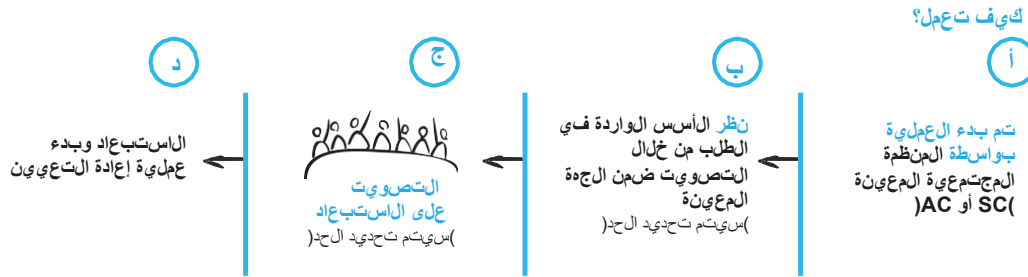 كيف تعمل؟
أ
تم بدء العملية
بواسطة المنظمة
المجتمعية المعينة
)SC أو AC(
ب
نظر الأسس الواردة في
الطلب من خلال
التصويت ضمن الجهة
المعينة
)سيتم تحديد الحد(
ج
التصويت
على الاستبعاد
)سيتم تحديد الحد(
د
الاستبعاد وبدء
عملية إعادة التعيين